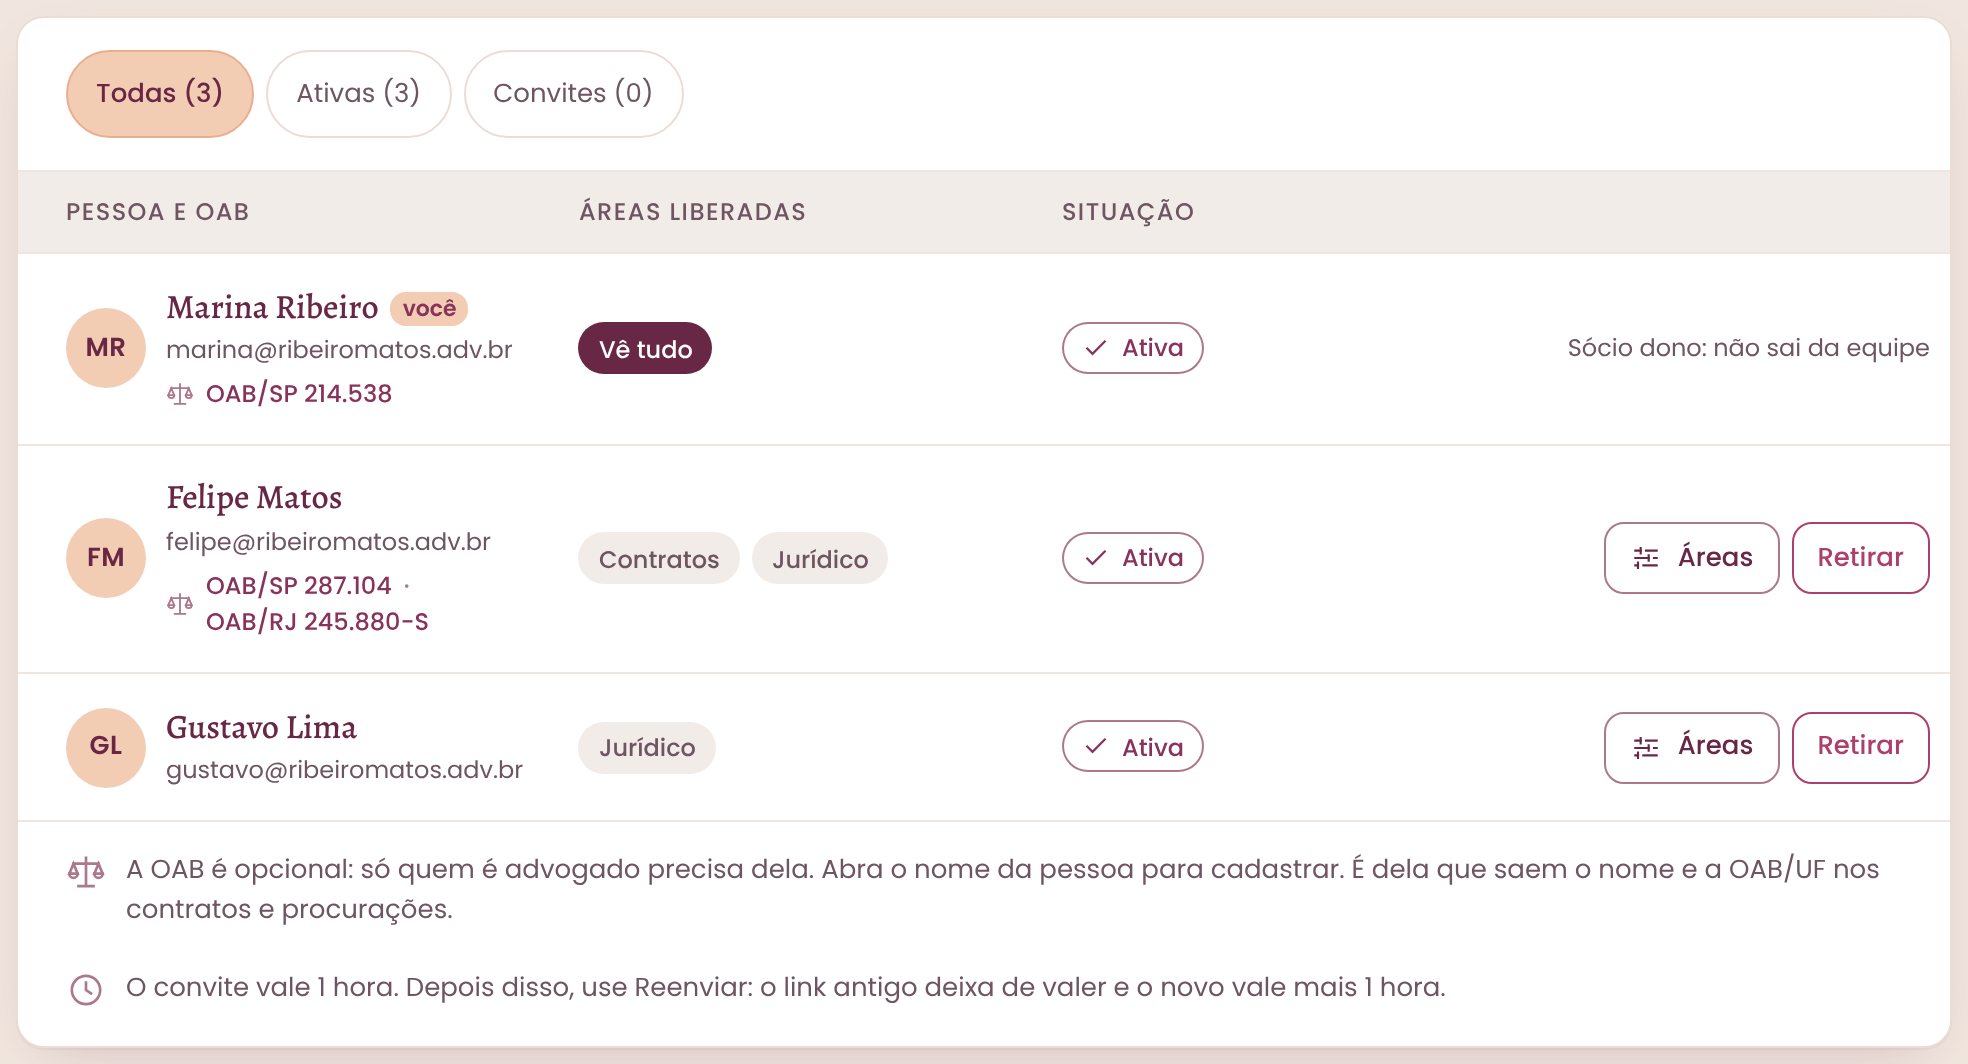 Todas (3) Ativas (3) Convites (0)
PESSOA E OAB ÁREAS LIBERADAS SITUAÇÃO
MR
Marina Ribeiro você
marina@ribeiromatos.adv.br
OAB/SP 214.538
Vê tudo
Ativa
Sócio dono: não sai da equipe
FM
Felipe Matos
felipe@ribeiromatos.adv.br
OAB/SP 287.104 ·
OAB/RJ 245.880-S
Contratos Jurídico
Ativa
Áreas Retirar
GL
Gustavo Lima
gustavo@ribeiromatos.adv.br
Jurídico
Ativa
Áreas Retirar
A OAB é opcional: só quem é advogado precisa dela. Abra o nome da pessoa para cadastrar. É dela que saem o nome e a OAB/UF nos
contratos e procurações.
O convite vale 1 hora. Depois disso, use Reenviar: o link antigo deixa de valer e o novo vale mais 1 hora.